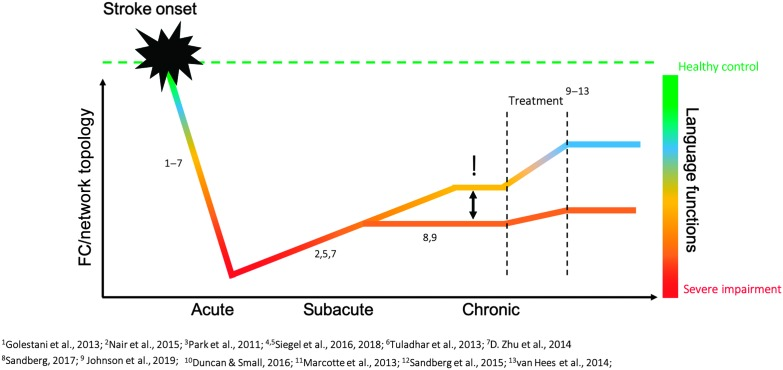 Stroke onset
Healthy control
9–13
Treatment
!
1–7
FC/network topology
Language functions
2,5,7
8,9
Severe impairment
Acute
Subacute
Chronic
1Golestani et al., 2013; 2Nair et al., 2015; 3Park et al., 2011; 4,5Siegel et al., 2016, 2018; 6Tuladhar et al., 2013; 7D. Zhu et al., 2014
8Sandberg, 2017; 9 Johnson et al., 2019; 10Duncan & Small, 2016; 11Marcotte et al., 2013; 12Sandberg et al., 2015; 13van Hees et al., 2014;